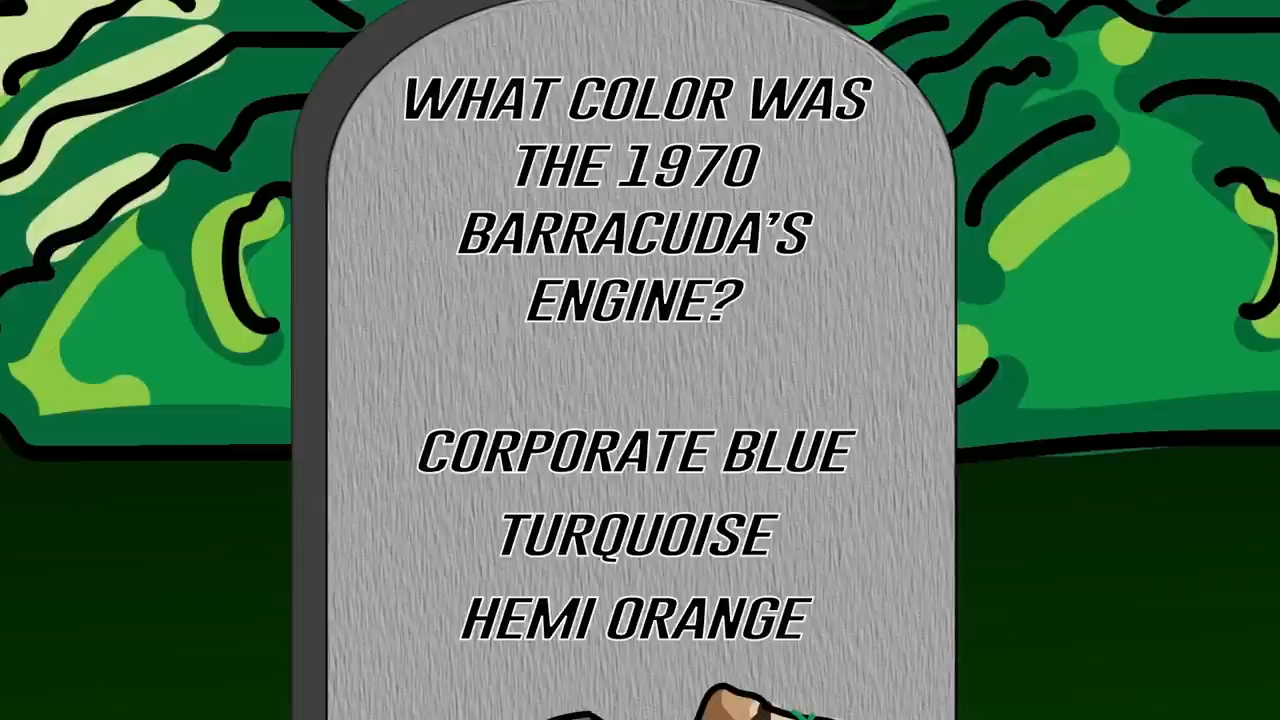 WHAT COLOR WAS
THE 1970
BARRACUDA'S
ENGINE?
CORPORATE BLUE
TURQUOISE
HEMI ORANGE